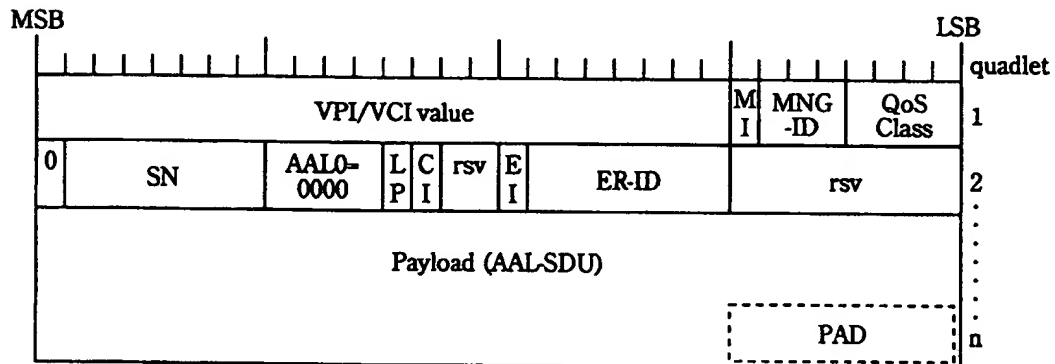 MSB LSB
quadlet
VPI/VCI value M I MNG -ID QoS Class 1
0 SN AAL0= 0000 L P C I rsv E I ER-ID rsv 2
Payload (AAL-SDU)
PAD n